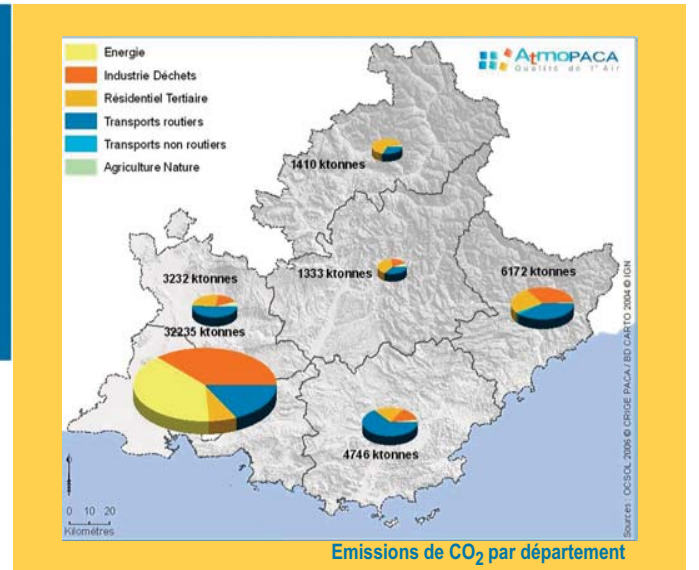 Energie
Industrie Déchets
Résidentiel Tertiaire
Transports routiers
Transports non routiers
Agriculture Nature
AtmoPACA
Qualité de l'Air
1410 ktonnes
3232 ktonnes
1333 ktonnes
6172 ktonnes
32235 ktonnes
4746 ktonnes
0 10 20
Kilomètres
Sources : OCSOL 2006 © CRIGE PACA / BD CARTO 2004 © IGN
Emissions de CO2 par département